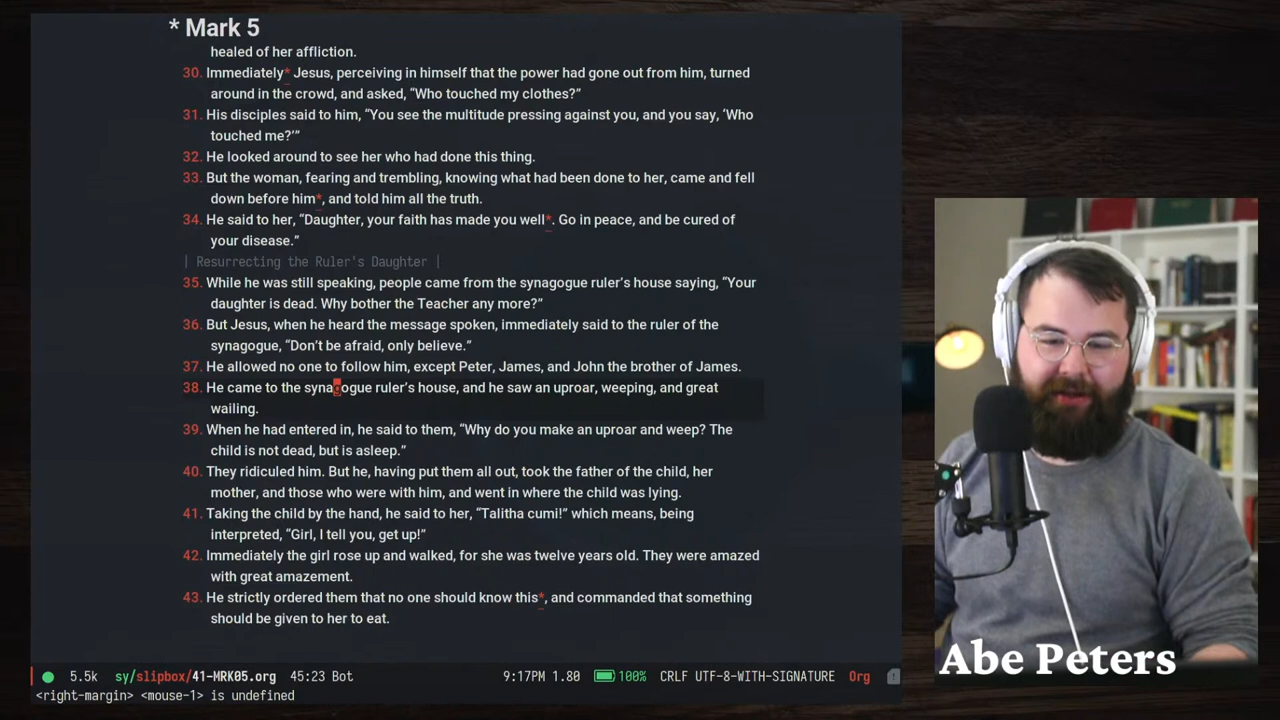 * Mark 5
healed of her affliction.
30. Immediately* Jesus, perceiving in himself that the power had gone out from him, turned
around in the crowd, and asked, “Who touched my clothes?”
31. His disciples said to him, “You see the multitude pressing against you, and you say, ‘Who
touched me?’”
32. He looked around to see her who had done this thing.
33. But the woman, fearing and trembling, knowing what had been done to her, came and fell
down before him*, and told him all the truth.
34. He said to her, “Daughter, your faith has made you well*. Go in peace, and be cured of
your disease.”
| Resurrecting the Ruler's Daughter |
35. While he was still speaking, people came from the synagogue ruler’s house saying, “Your
daughter is dead. Why bother the Teacher any more?”
36. But Jesus, when he heard the message spoken, immediately said to the ruler of the
synagogue, “Don’t be afraid, only believe.”
37. He allowed no one to follow him, except Peter, James, and John the brother of James.
38. He came to the synagogue ruler’s house, and he saw an uproar, weeping, and great
wailing.
39. When he had entered in, he said to them, “Why do you make an uproar and weep? The
child is not dead, but is asleep.”
40. They ridiculed him. But he, having put them all out, took the father of the child, her
mother, and those who were with him, and went in where the child was lying.
41. Taking the child by the hand, he said to her, “Talitha cumi!” which means, being
interpreted, “Girl, I tell you, get up!”
42. Immediately the girl rose up and walked, for she was twelve years old. They were amazed
with great amazement.
43. He strictly ordered them that no one should know this*, and commanded that something
should be given to her to eat.
5.5k sy/slipbox/41-MRK05.org 45:23 Bot 9:17PM 1.80 100% CRLF UTF-8-WITH-SIGNATURE Org
<right-margin> <mouse-1> is undefined
Abe Peters